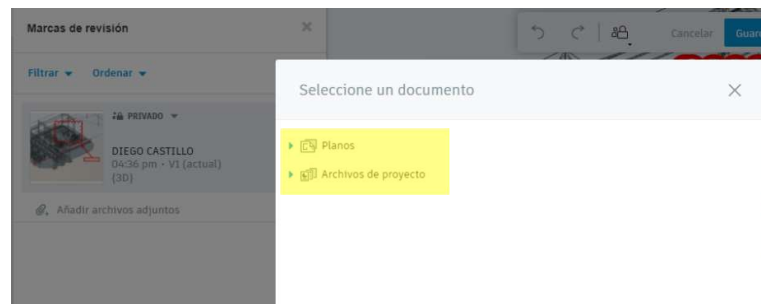 Marcas de revisión
Filtrar Ordenar
PRIVADO
DIEGO CASTILLO
04:36 pm - V1 (actual)
(3D)
Añadir archivos adjuntos
Cancelar
Seleccione un documento
Planos
Archivos de proyecto